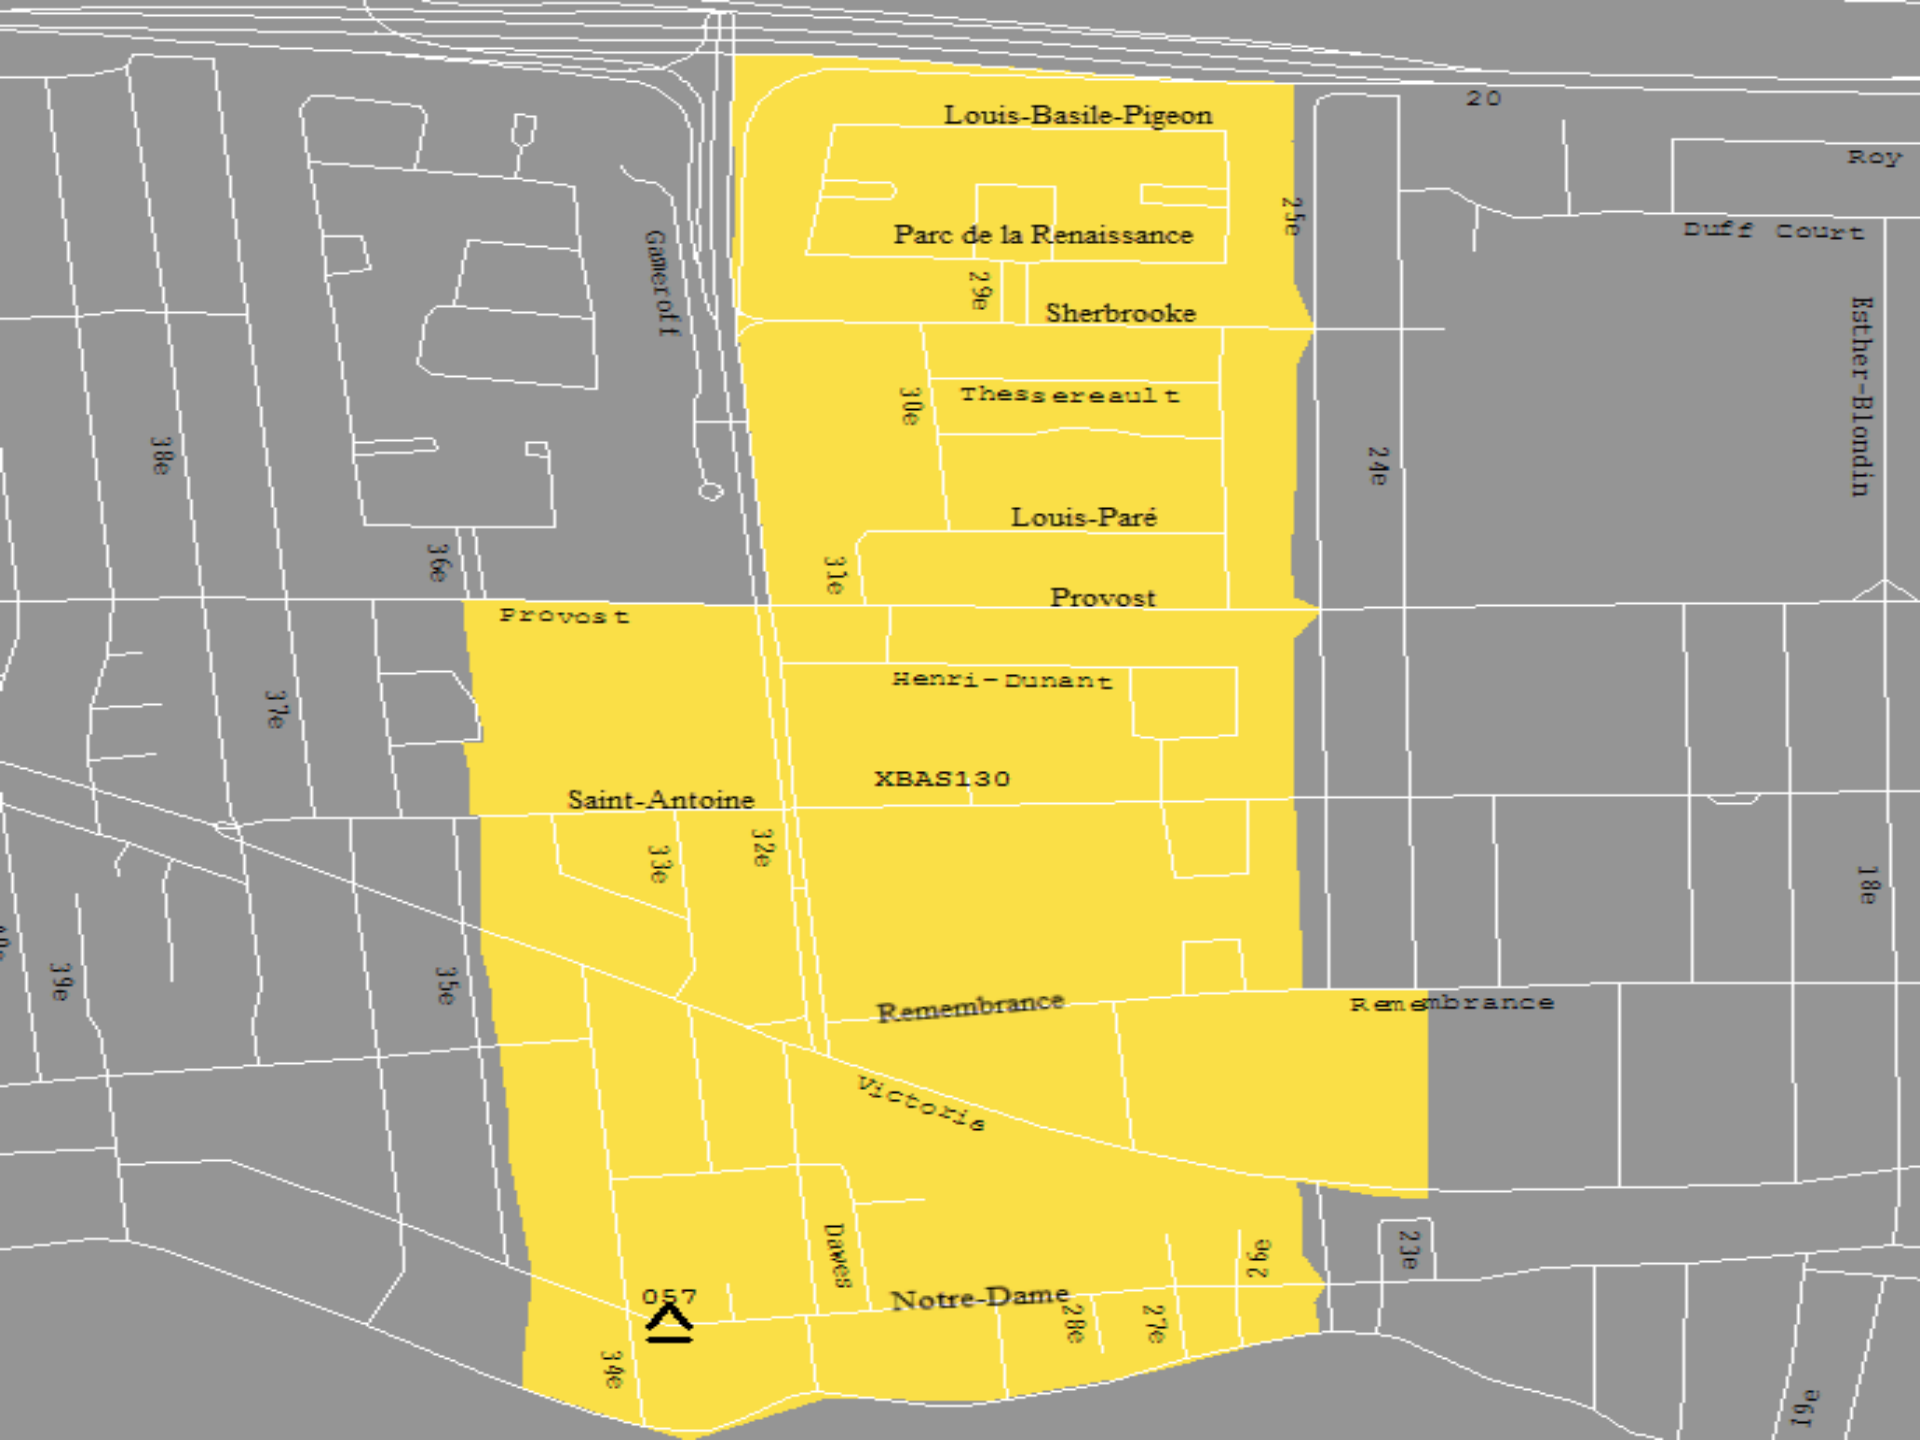 20
Louis-Basile-Pigeon
Roy
25e
Duff Court
Parc de la Renaissance
Gameroff
29e
Sherbrooke
Esther-Blondin
Thessereault
30e
38e
24e
Louis-Paré
36e
31e
Provost
Provost
Henri-Dunant
37e
XBAS130
Saint-Antoine
33e
32e
18e
39e
35e
Remembrance
Remembrance
Victoria
Dawes
26e
23e
057
Notre-Dame
28e
27e
34e
19e